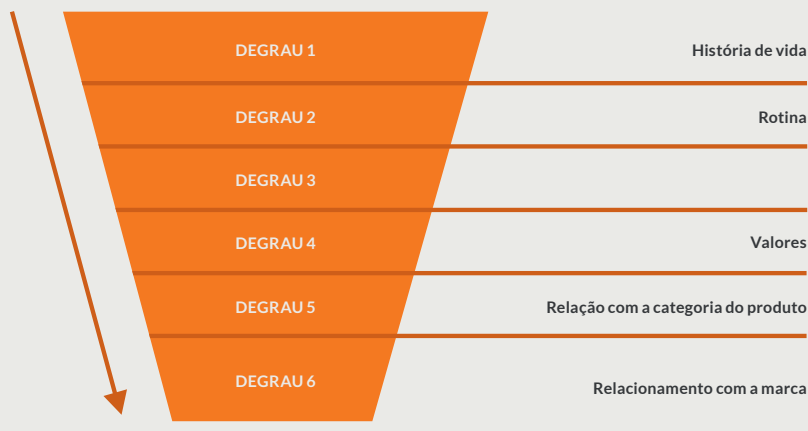 DEGRAU 1
História de vida
DEGRAU 2
Rotina
DEGRAU 3
DEGRAU 4
Valores
DEGRAU 5
Relação com a categoria do produto
DEGRAU 6
Relacionamento com a marca